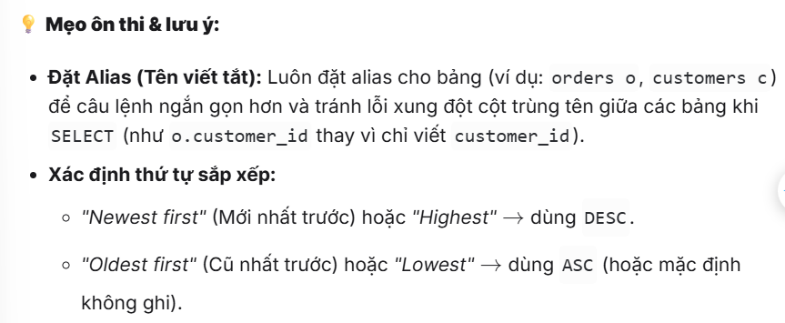 💡 Mẹo ôn thi & lưu ý:
• Đặt Alias (Tên viết tắt): Luôn đặt alias cho bảng (ví dụ: orders o, customers c)
để câu lệnh ngắn gọn hơn và tránh lỗi xung đột cột trùng tên giữa các bảng khi
SELECT (như o.customer_id thay vì chỉ viết customer_id).
• Xác định thứ tự sắp xếp:
◦ "Newest first" (Mới nhất trước) hoặc "Highest" → dùng DESC.
◦ "Oldest first" (Cũ nhất trước) hoặc "Lowest" → dùng ASC (hoặc mặc định
không ghi).